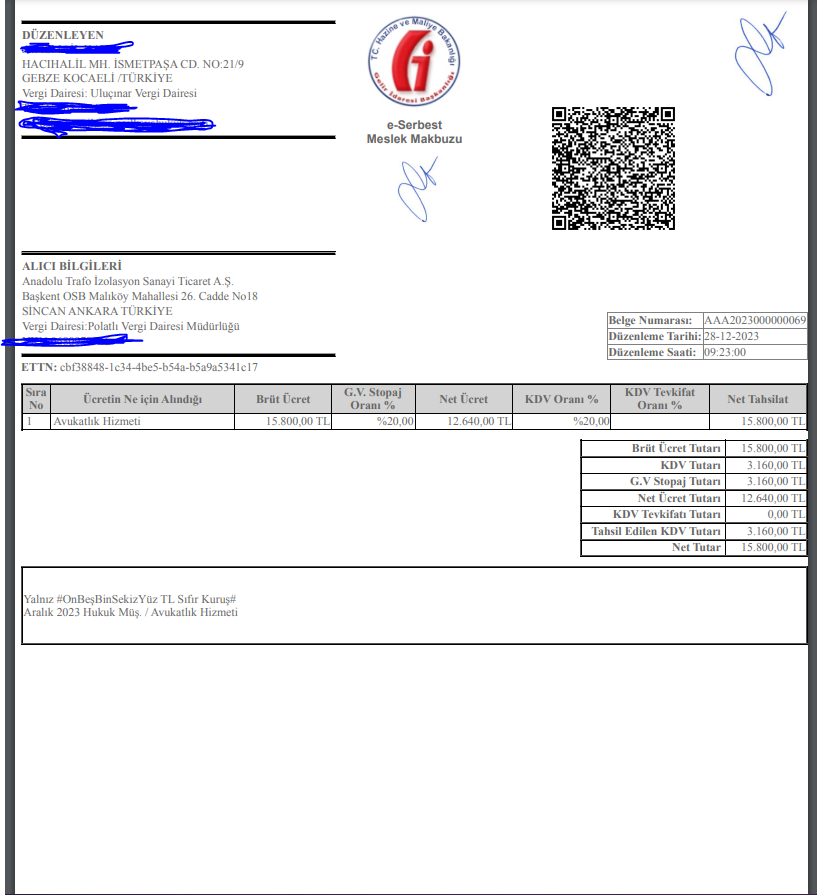 DÜZENLEYEN
HACIHALİL MH. İSMETPAŞA CD. NO:21/9
GEBZE KOCAELİ /TÜRKİYE
Vergi Dairesi: Uluçınar Vergi Dairesi
T.C. Hazine ve Maliye Bakanlığı
Gelir İdaresi Başkanlığı
e-Serbest
Meslek Makbuzu
ALICI BİLGİLERİ
Anadolu Trafo İzolasyon Sanayi Ticaret A.Ş.
Başkent OSB Malıköy Mahallesi 26. Cadde No18
SİNCAN ANKARA TÜRKİYE
Vergi Dairesi:Polatlı Vergi Dairesi Müdürlüğü
Belge Numarası: AAA2023000000069
Düzenleme Tarihi: 28-12-2023
Düzenleme Saati: 09:23:00
ETTN: cbf38848-1c34-4be5-b54a-b5a9a5341c17
Sıra No Ücretin Ne için Alındığı Brüt Ücret G.V. Stopaj Oranı % Net Ücret KDV Oranı % KDV Tevkifat Oranı % Net Tahsilat
1 Avukatlık Hizmeti 15.800,00 TL %20,00 12.640,00 TL %20,00 15.800,00 TL
Brüt Ücret Tutarı 15.800,00 TL
KDV Tutarı 3.160,00 TL
G.V Stopaj Tutarı 3.160,00 TL
Net Ücret Tutarı 12.640,00 TL
KDV Tevkifatı Tutarı 0,00 TL
Tahsil Edilen KDV Tutarı 3.160,00 TL
Net Tutar 15.800,00 TL
Yalnız #OnBeşBinSekizYüz TL Sıfır Kuruş#
Aralık 2023 Hukuk Müş. / Avukatlık Hizmeti